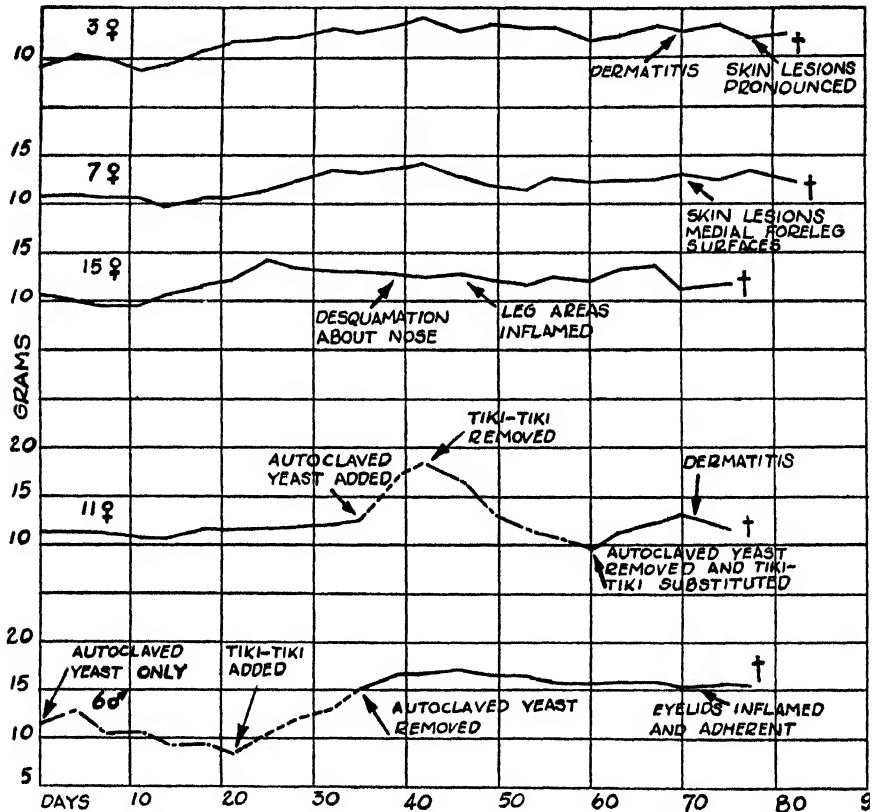 3♀
10
DERMATITIS
SKIN LESIONS
PRONOUNCED
†
15
7♀
10
SKIN LESIONS
MEDIAL FORELEG
SURFACES
†
15
15♀
10
DESQUAMATION
ABOUT NOSE
LEG AREAS
INFLAMED
†
GRAMS
20
TIKI-TIKI
REMOVED
AUTOCLAVED
YEAST ADDED
DERMATITIS
15
11♀
10
†
AUTOCLAVED YEAST
REMOVED AND TIKI-
TIKI SUBSTITUTED
20
AUTOCLAVED
YEAST ONLY
TIKI-TIKI
ADDED
†
15
6♂
AUTOCLAVED YEAST
REMOVED
EYELIDS INFLAMED
AND ADHERENT
10
5
DAYS 10 20 30 40 50 60 70 80 9